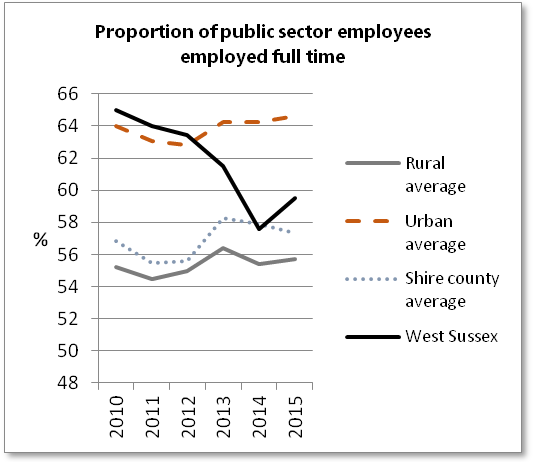 Proportion of public sector employees
employed full time
66
64
62
60
58
56
54
52
50
48
%
2010
2011
2012
2013
2014
2015
Rural
average
Urban
average
Shire county
average
West Sussex